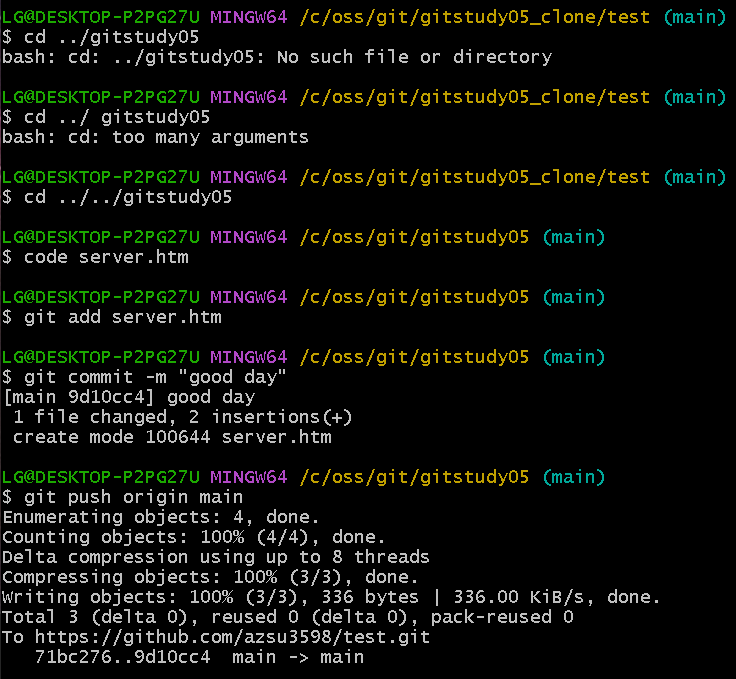 LG@DESKTOP-P2PG27U MINGW64 /c/oss/git/gitstudy05_clone/test (main)
$ cd ../gitstudy05
bash: cd: ../gitstudy05: No such file or directory
LG@DESKTOP-P2PG27U MINGW64 /c/oss/git/gitstudy05_clone/test (main)
$ cd ../ gitstudy05
bash: cd: too many arguments
LG@DESKTOP-P2PG27U MINGW64 /c/oss/git/gitstudy05_clone/test (main)
$ cd ../../gitstudy05
LG@DESKTOP-P2PG27U MINGW64 /c/oss/git/gitstudy05 (main)
$ code server.htm
LG@DESKTOP-P2PG27U MINGW64 /c/oss/git/gitstudy05 (main)
$ git add server.htm
LG@DESKTOP-P2PG27U MINGW64 /c/oss/git/gitstudy05 (main)
$ git commit -m "good day"
[main 9d10cc4] good day
 1 file changed, 2 insertions(+)
 create mode 100644 server.htm
LG@DESKTOP-P2PG27U MINGW64 /c/oss/git/gitstudy05 (main)
$ git push origin main
Enumerating objects: 4, done.
Counting objects: 100% (4/4), done.
Delta compression using up to 8 threads
Compressing objects: 100% (3/3), done.
Writing objects: 100% (3/3), 336 bytes | 336.00 KiB/s, done.
Total 3 (delta 0), reused 0 (delta 0), pack-reused 0
To https://github.com/azsu3598/test.git
   71bc276..9d10cc4  main -> main